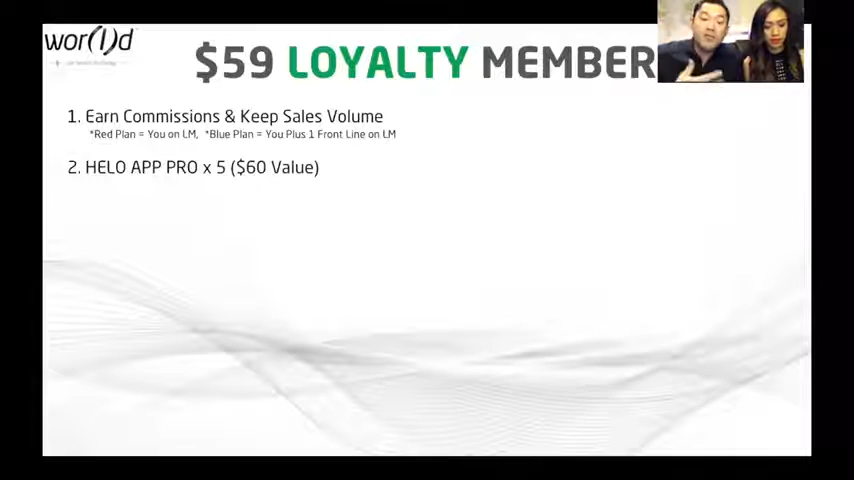 wor(l)d
$59 LOYALTY MEMBER
1. Earn Commissions & Keep Sales Volume
*Red Plan = You on LM, *Blue Plan = You Plus 1 Front Line on LM
2. HELO APP PRO x 5 ($60 Value)